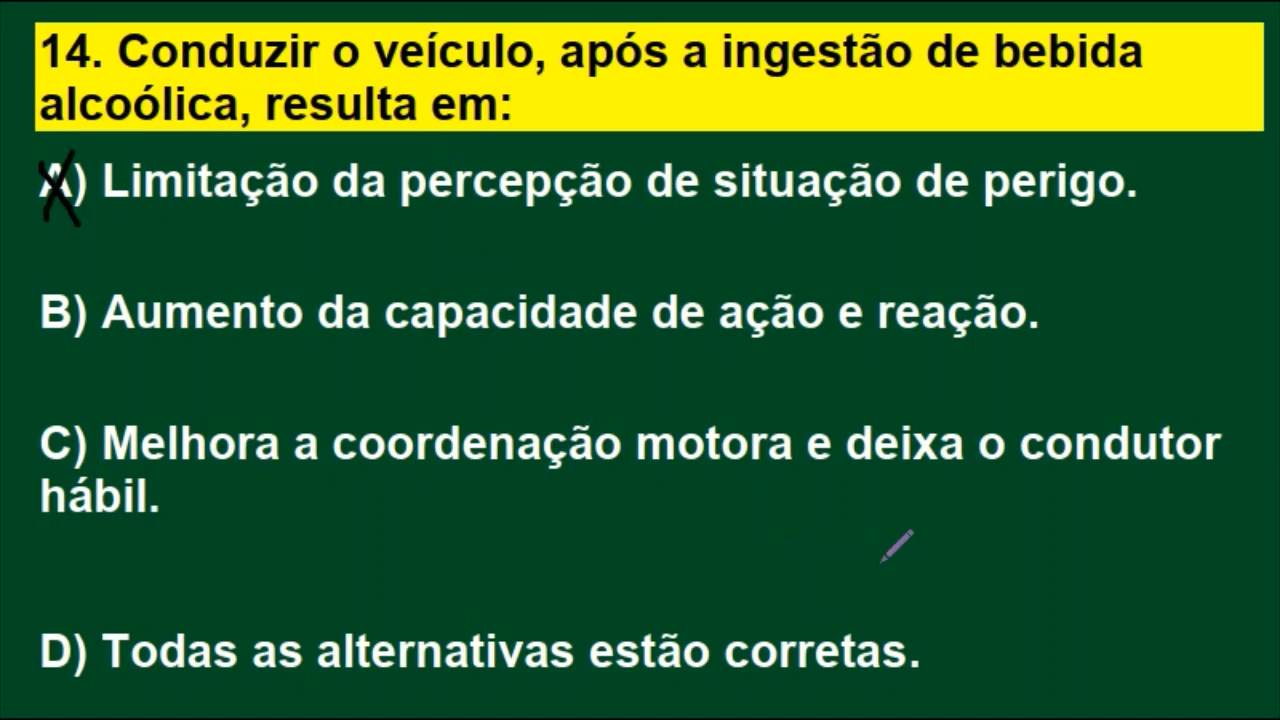 14. Conduzir o veículo, após a ingestão de bebida
alcoólica, resulta em:
A) Limitação da percepção de situação de perigo.
B) Aumento da capacidade de ação e reação.
C) Melhora a coordenação motora e deixa o condutor
hábil.
D) Todas as alternativas estão corretas.